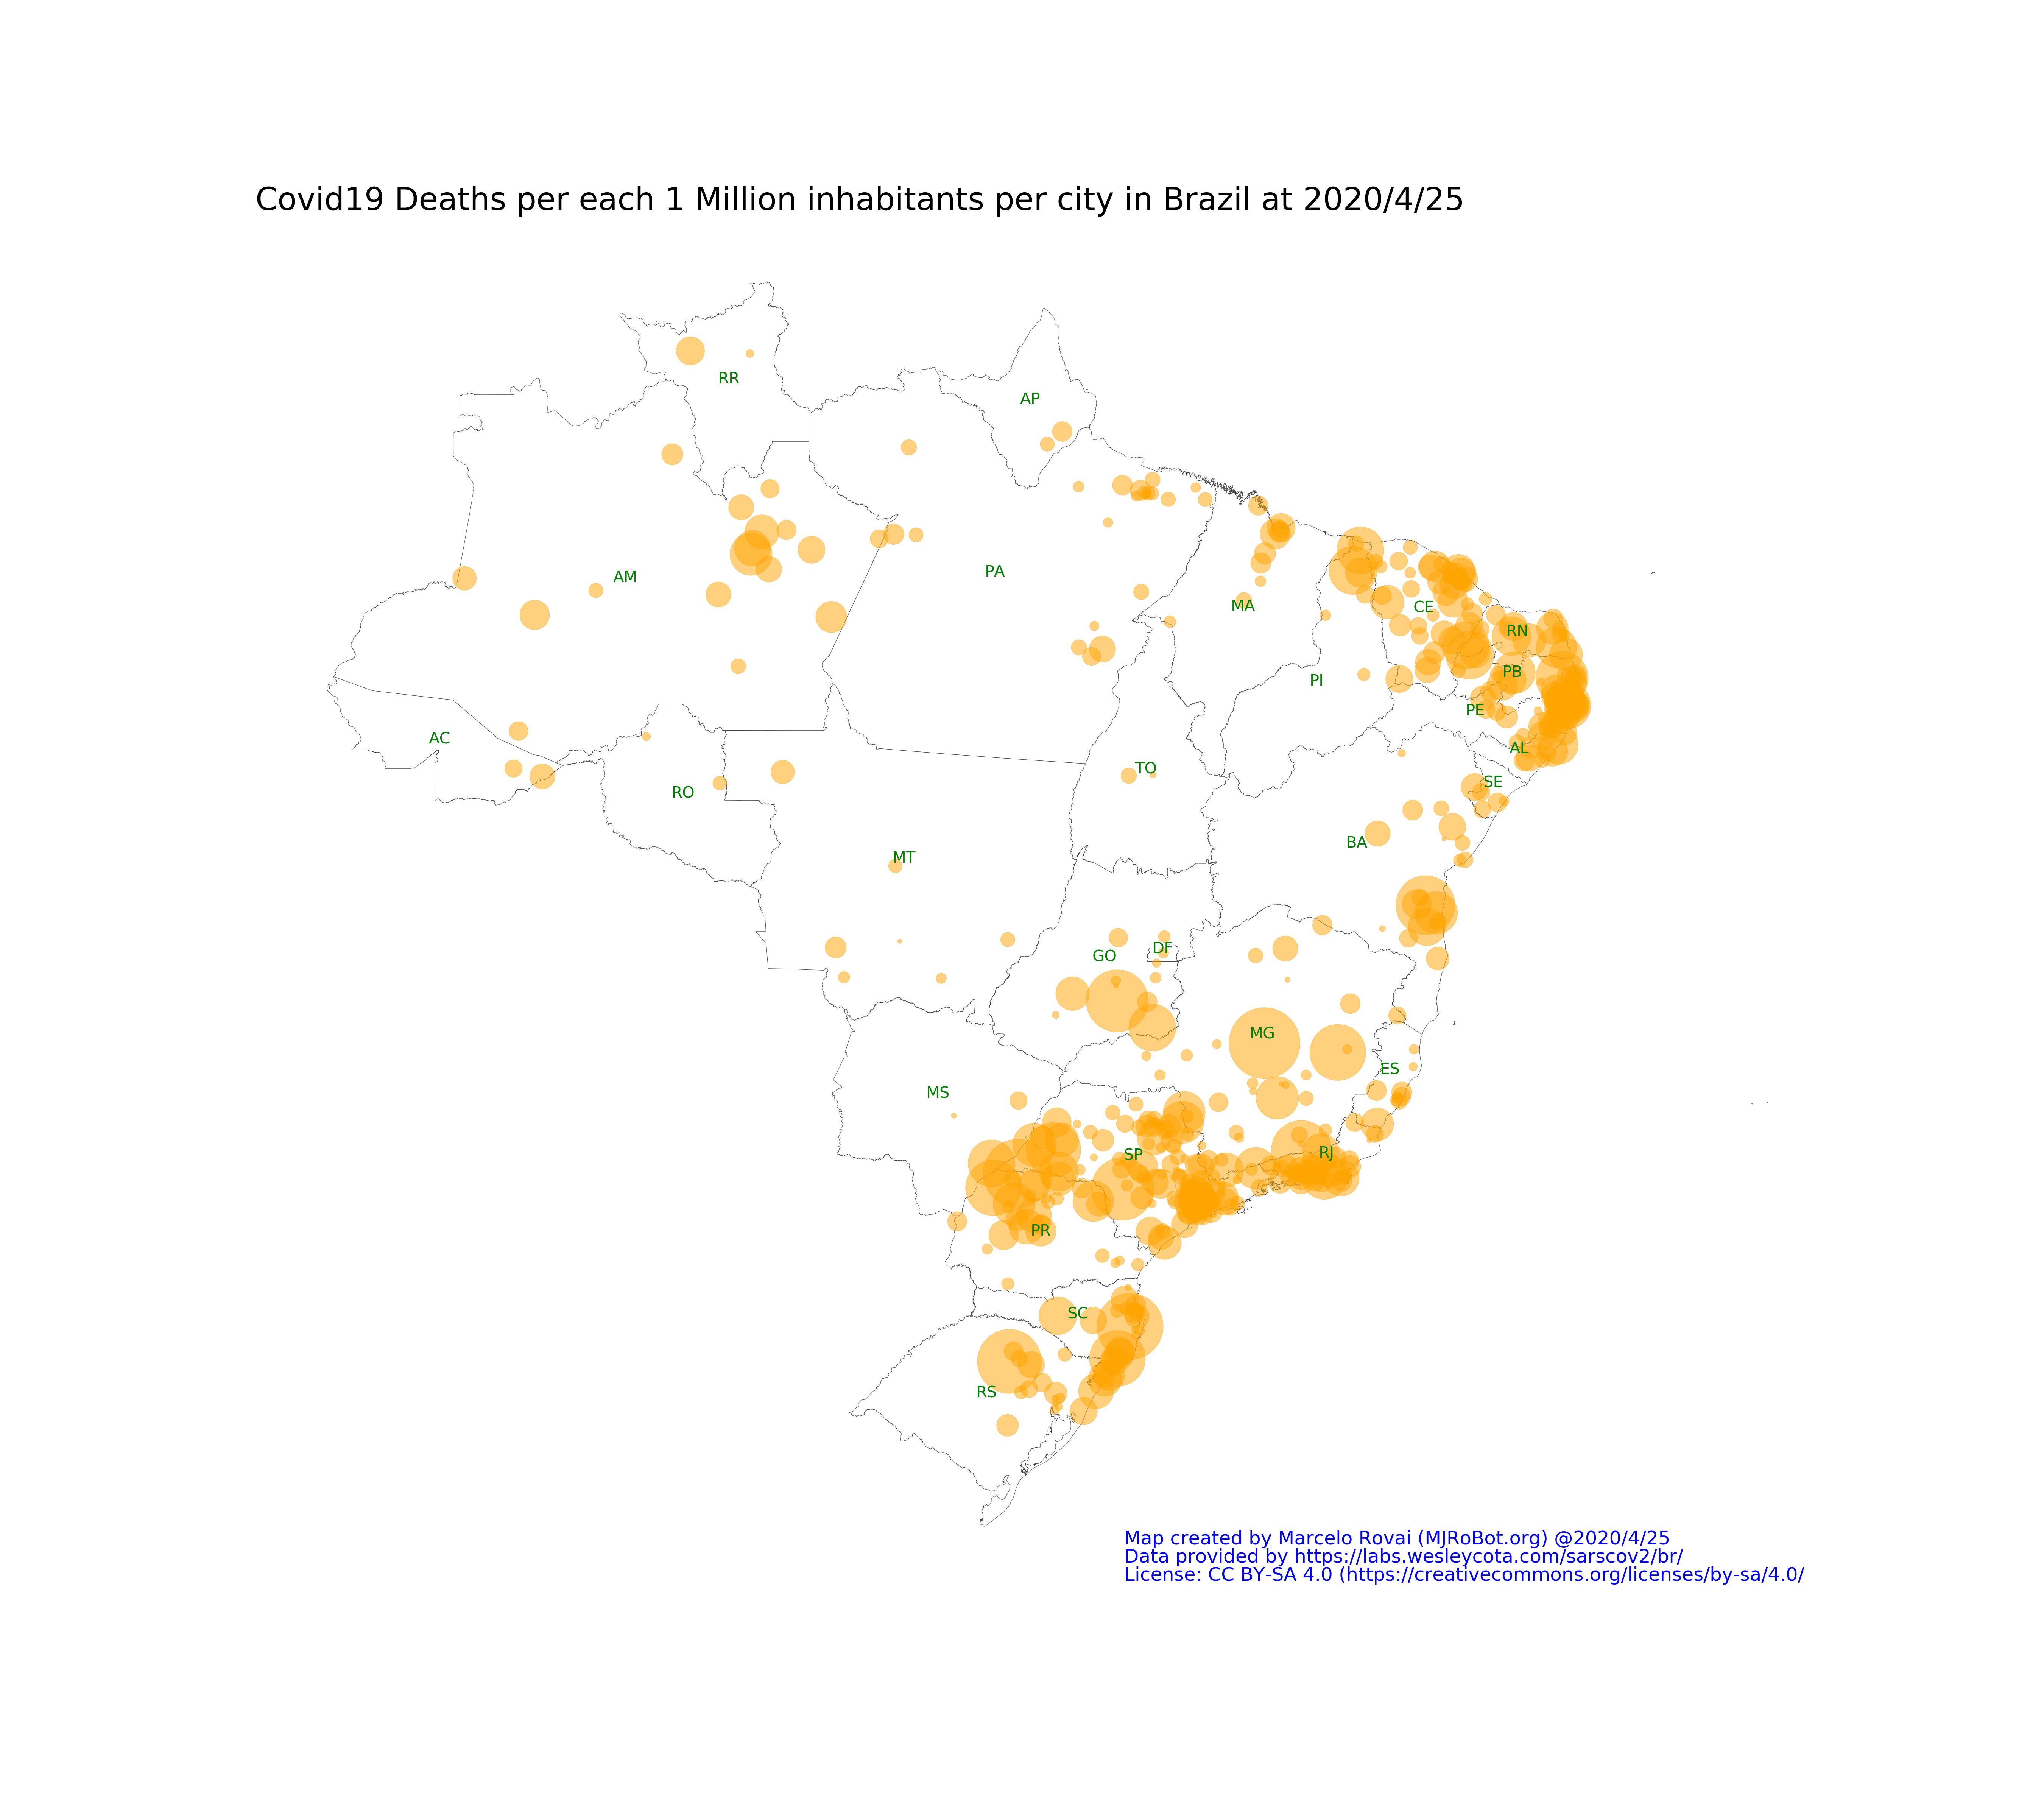 Covid19 Deaths per each 1 Million inhabitants per city in Brazil at 2020/4/25
RR
AP
AM
PA
MA
CE
RN
PB
PI
PE
AC
AL
TO
SE
RO
BA
MT
DF
GO
MG
ES
MS
RJ
SP
PR
SC
RS
Map created by Marcelo Rovai (MJRoBot.org) @2020/4/25
Data provided by https://labs.wesleycota.com/sarscov2/br/
License: CC BY-SA 4.0 (https://creativecommons.org/licenses/by-sa/4.0/